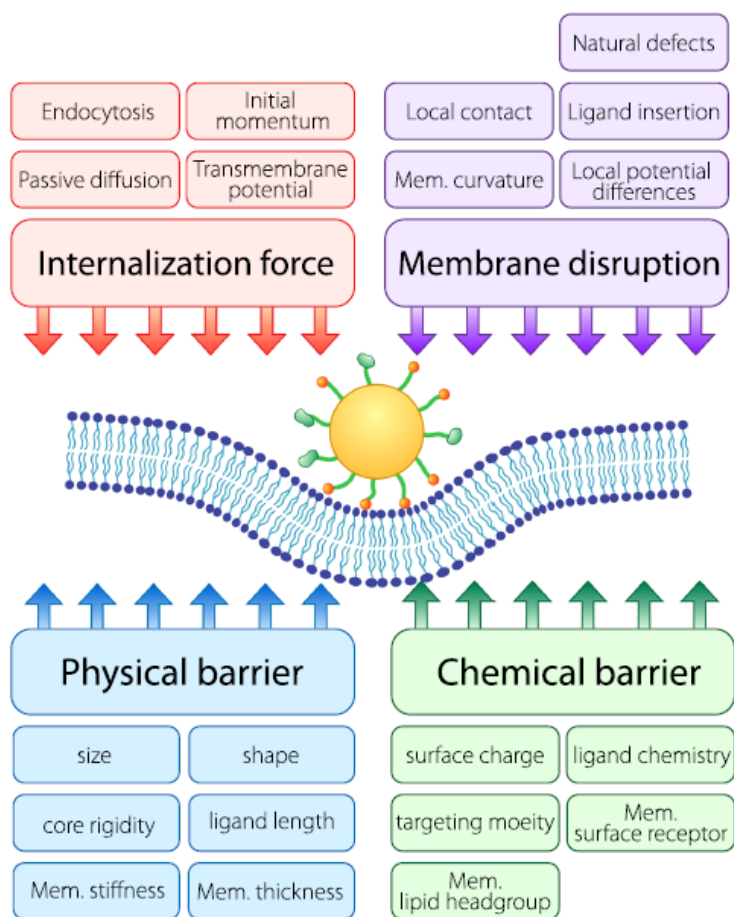 Natural defects
Endocytosis
Initial
momentum
Local contact
Ligand insertion
Passive diffusion
Transmembrane
potential
Mem. curvature
Local potential
differences
Internalization force
Membrane disruption
Physical barrier
Chemical barrier
size
shape
surface charge
ligand chemistry
core rigidity
ligand length
targeting moeity
Mem.
surface receptor
Mem. stiffness
Mem. thickness
Mem.
lipid headgroup